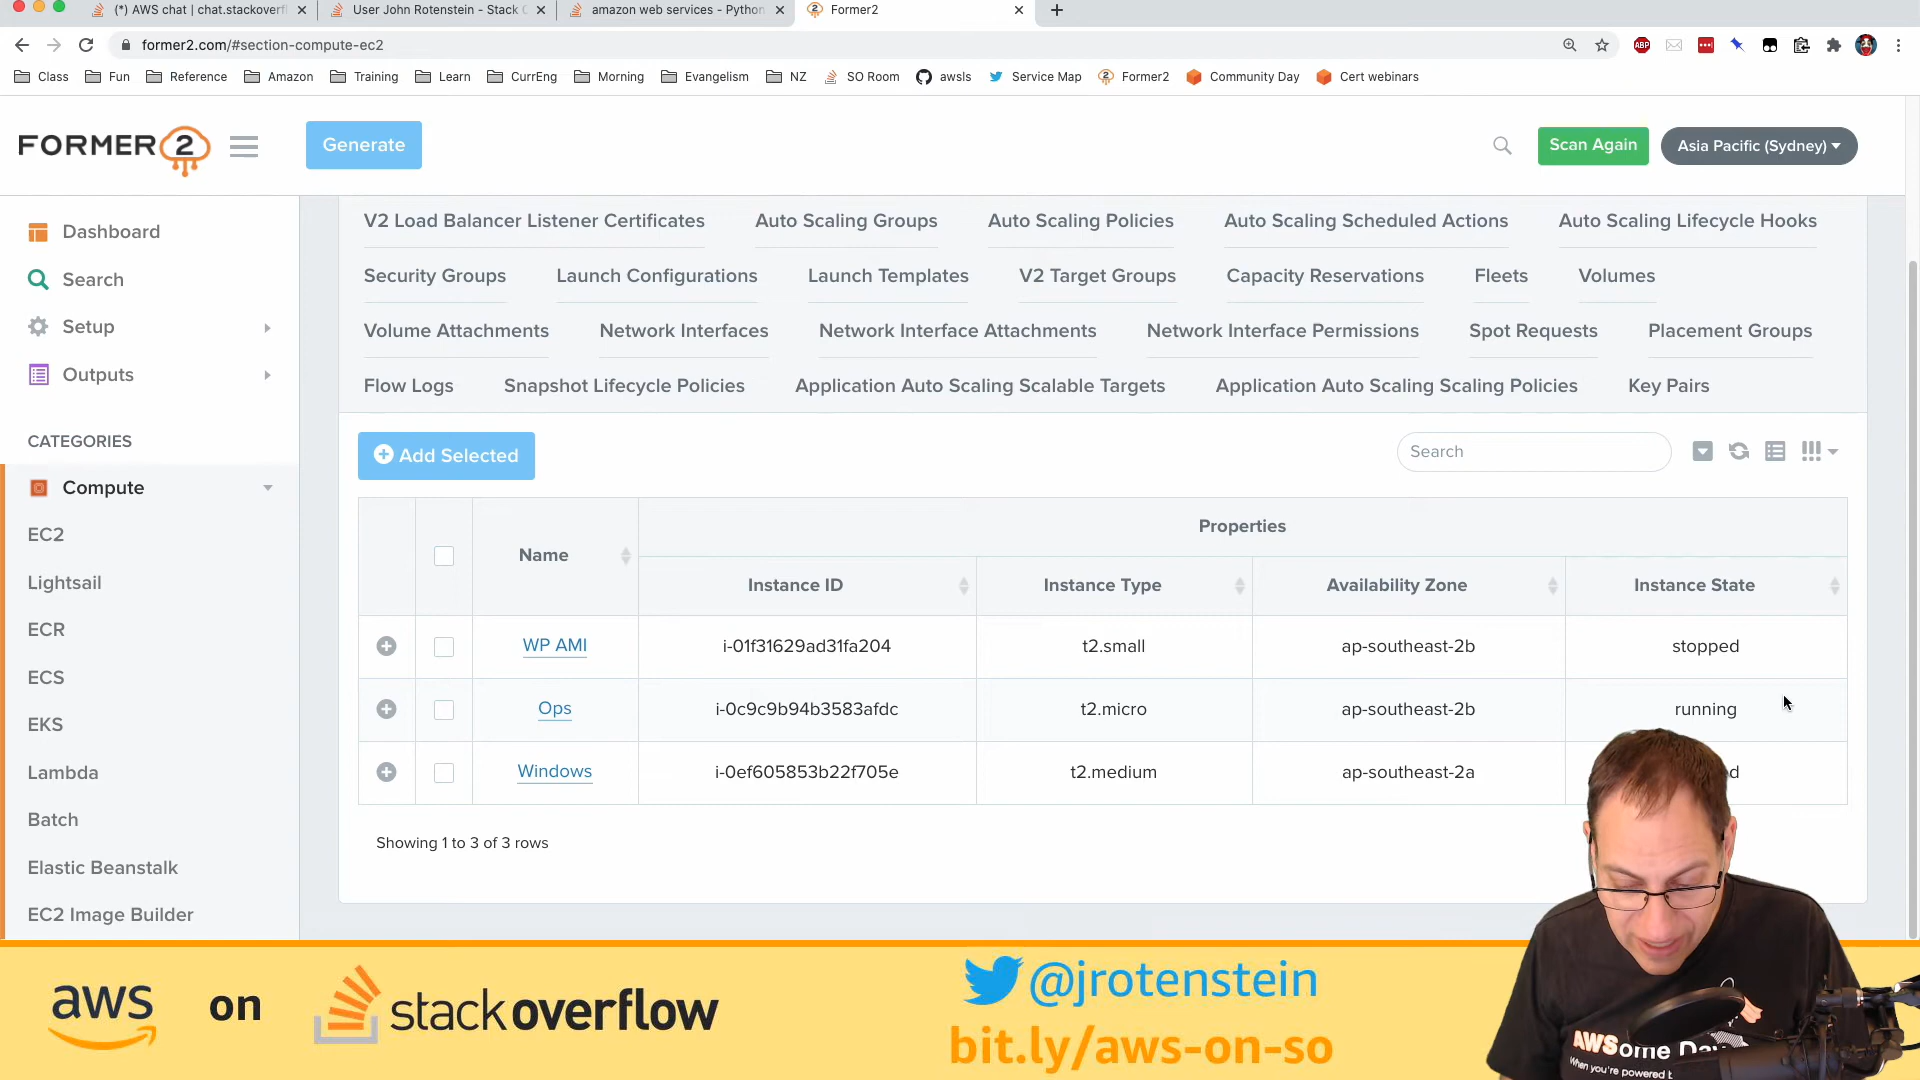 (*) AWS chat | chat.stackoverfl
User John Rotenstein - Stack O
amazon web services - Python
Former2
former2.com/#section-compute-ec2
ABP
Class
Fun
Reference
Amazon
Training
Learn
CurrEng
Morning
Evangelism
NZ
SO Room
awsls
Service Map
Former2
Community Day
Cert webinars
FORMER 2
Generate
Scan Again
Asia Pacific (Sydney)
Dashboard
Search
Setup
Outputs
CATEGORIES
Compute
EC2
Lightsail
ECR
ECS
EKS
Lambda
Batch
Elastic Beanstalk
EC2 Image Builder
V2 Load Balancer Listener Certificates
Auto Scaling Groups
Auto Scaling Policies
Auto Scaling Scheduled Actions
Auto Scaling Lifecycle Hooks
Security Groups
Launch Configurations
Launch Templates
V2 Target Groups
Capacity Reservations
Fleets
Volumes
Volume Attachments
Network Interfaces
Network Interface Attachments
Network Interface Permissions
Spot Requests
Placement Groups
Flow Logs
Snapshot Lifecycle Policies
Application Auto Scaling Scalable Targets
Application Auto Scaling Scaling Policies
Key Pairs
Add Selected
Search
Name
Properties
Instance ID
Instance Type
Availability Zone
Instance State
WP AMI
i-01f31629ad31fa204
t2.small
ap-southeast-2b
stopped
Ops
i-0c9c9b94b3583afdc
t2.micro
ap-southeast-2b
running
Windows
i-0ef605853b22f705e
t2.medium
ap-southeast-2a
Showing 1 to 3 of 3 rows
aws on stackoverflow
@jrotenstein
bit.ly/aws-on-so
AWSome Day
When you're powered b